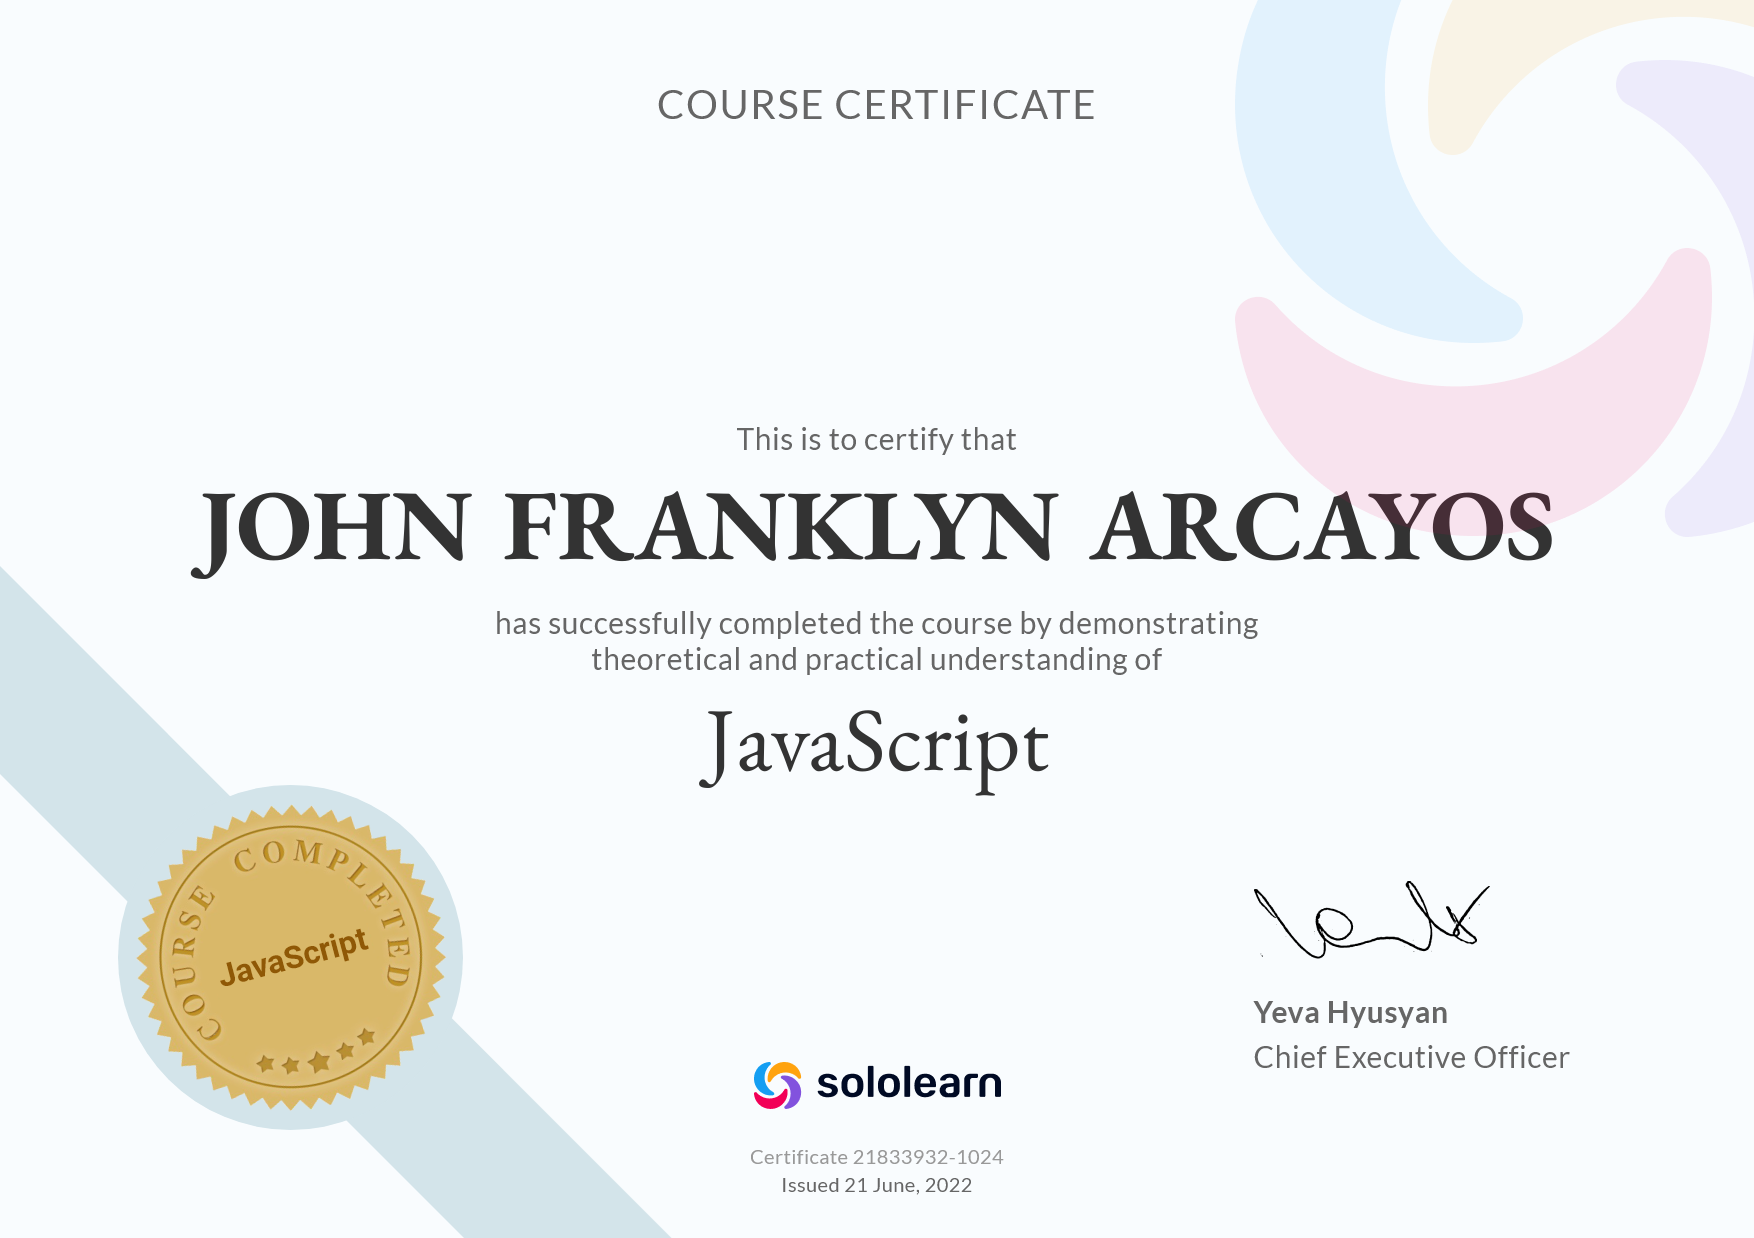 COURSE CERTIFICATE
This is to certify that
JOHN FRANKLYN ARCAYOS
has successfully completed the course by demonstrating
theoretical and practical understanding of
JavaScript
COURSE COMPLETED
JavaScript
Yeva Hyusyan
Chief Executive Officer
sololearn
Certificate 21833932-1024
Issued 21 June, 2022